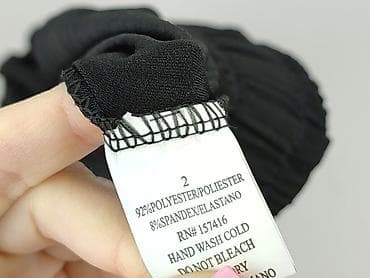 2
92%POLYESTER/POLIESTER
8%SPANDEX/ELASTANO
RN# 157416
HAND WASH COLD
DO NOT BLEACH